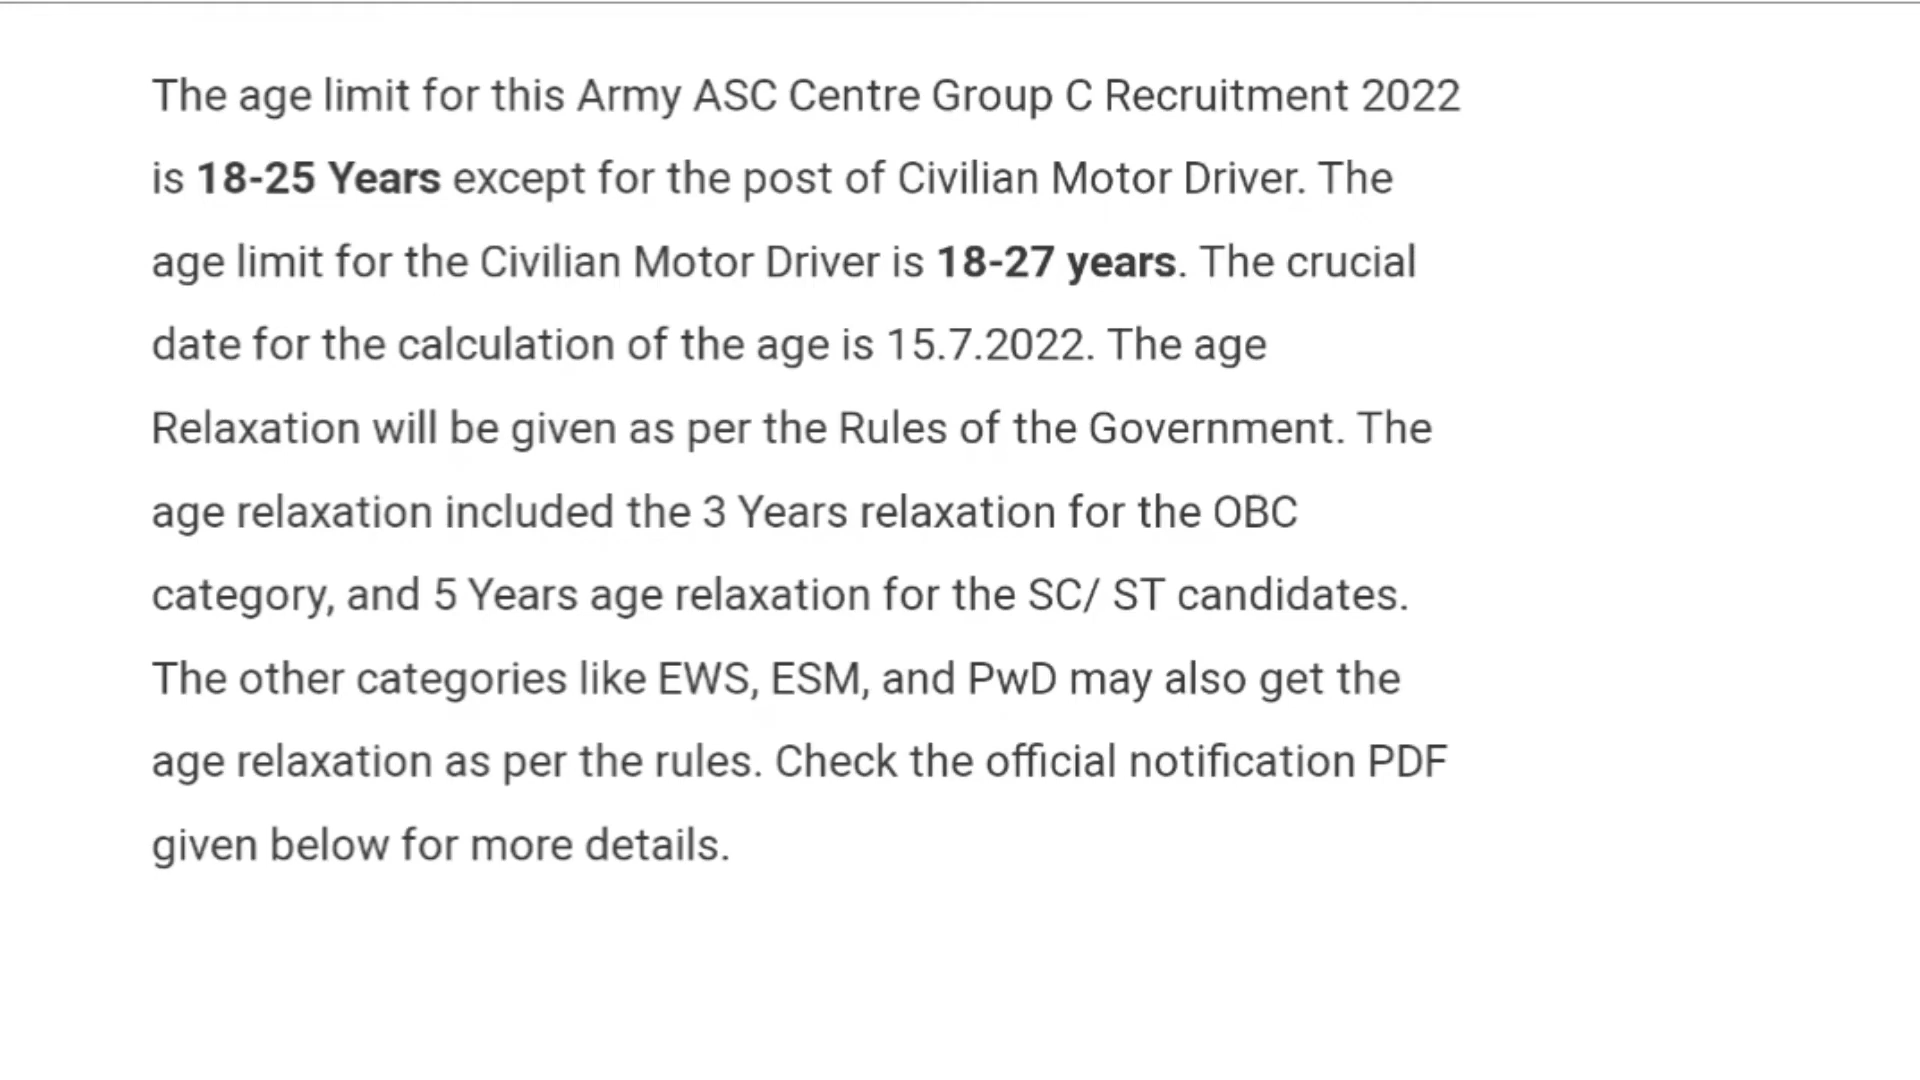 The age limit for this Army ASC Centre Group C Recruitment 2022
is 18-25 Years except for the post of Civilian Motor Driver. The
age limit for the Civilian Motor Driver is 18-27 years. The crucial
date for the calculation of the age is 15.7.2022. The age
Relaxation will be given as per the Rules of the Government. The
age relaxation included the 3 Years relaxation for the OBC
category, and 5 Years age relaxation for the SC/ ST candidates.
The other categories like EWS, ESM, and PwD may also get the
age relaxation as per the rules. Check the official notification PDF
given below for more details.